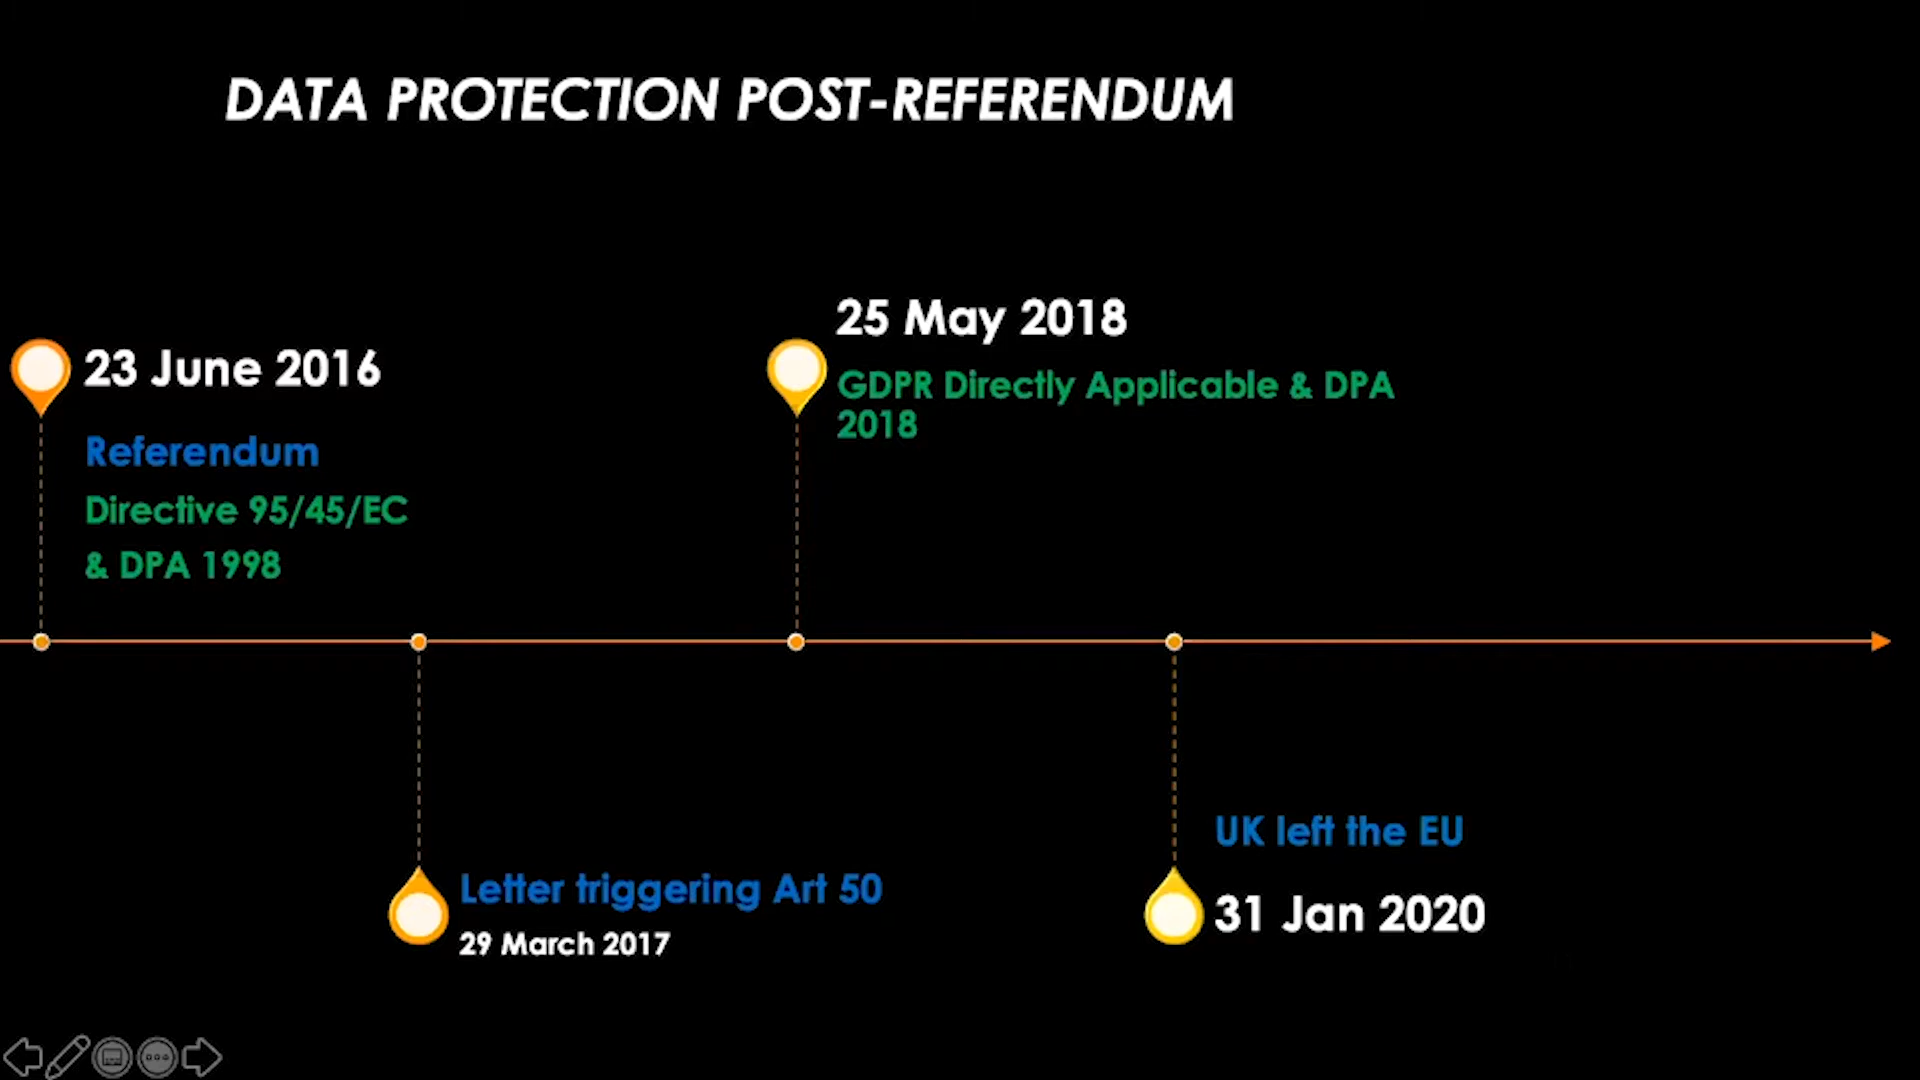 DATA PROTECTION POST-REFERENDUM
23 June 2016
Referendum
Directive 95/45/EC
& DPA 1998
25 May 2018
GDPR Directly Applicable & DPA
2018
Letter triggering Art 50
29 March 2017
UK left the EU
31 Jan 2020